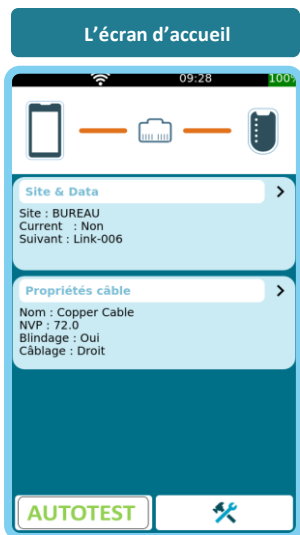 L’écran d’accueil
09:28
100%
Site & Data
Site : BUREAU
Current : Non
Suivant : Link-006
Propriétés câble
Nom : Copper Cable
NVP : 72.0
Blindage : Oui
Câblage : Droit
AUTOTEST